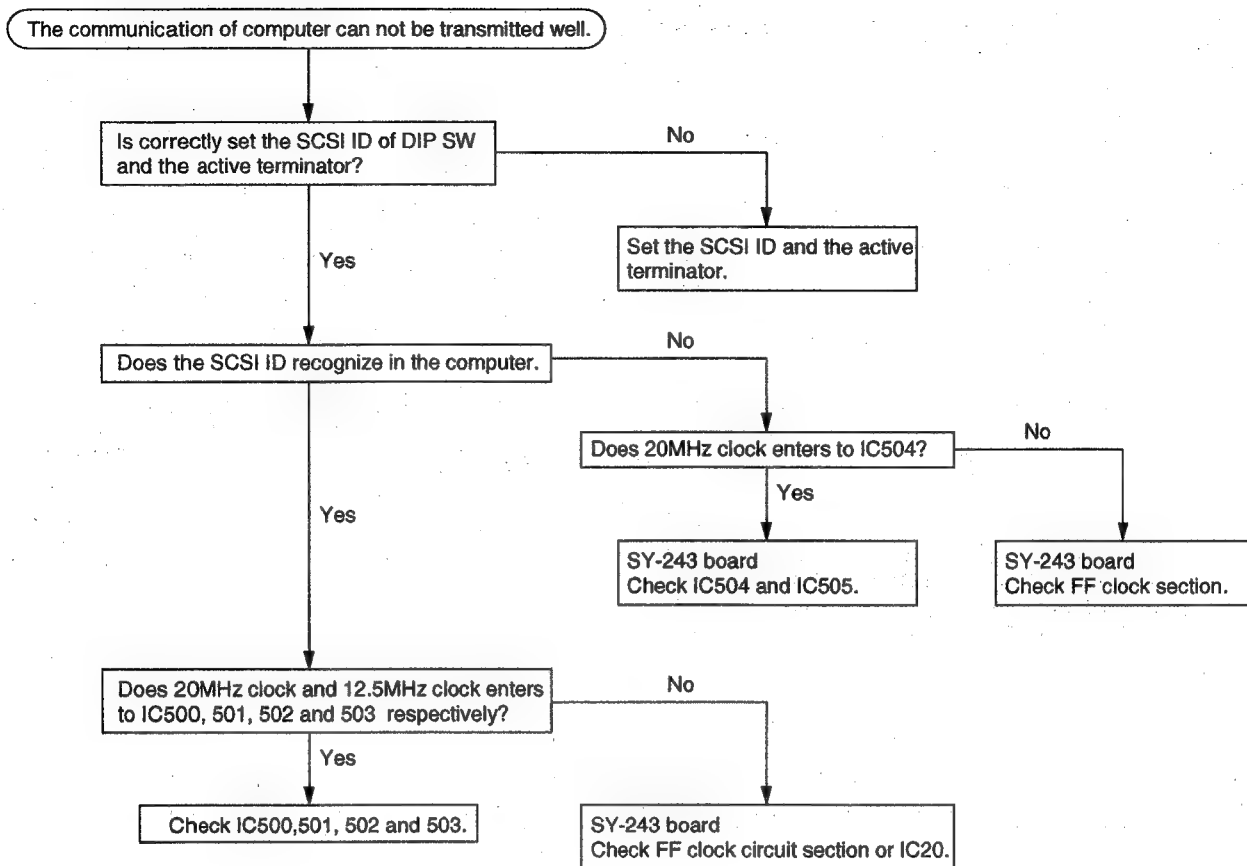 The communication of computer can not be transmitted well.
Is correctly set the SCSI ID of DIP SW
and the active terminator?
No
Set the SCSI ID and the active
terminator.
Yes
Does the SCSI ID recognize in the computer.
No
Does 20MHz clock enters to IC504?
No
Yes
SY-243 board
Check IC504 and IC505.
SY-243 board
Check FF clock section.
Yes
Does 20MHz clock and 12.5MHz clock enters
to IC500, 501, 502 and 503 respectively?
No
Yes
Check IC500,501, 502 and 503.
SY-243 board
Check FF clock circuit section or IC20.